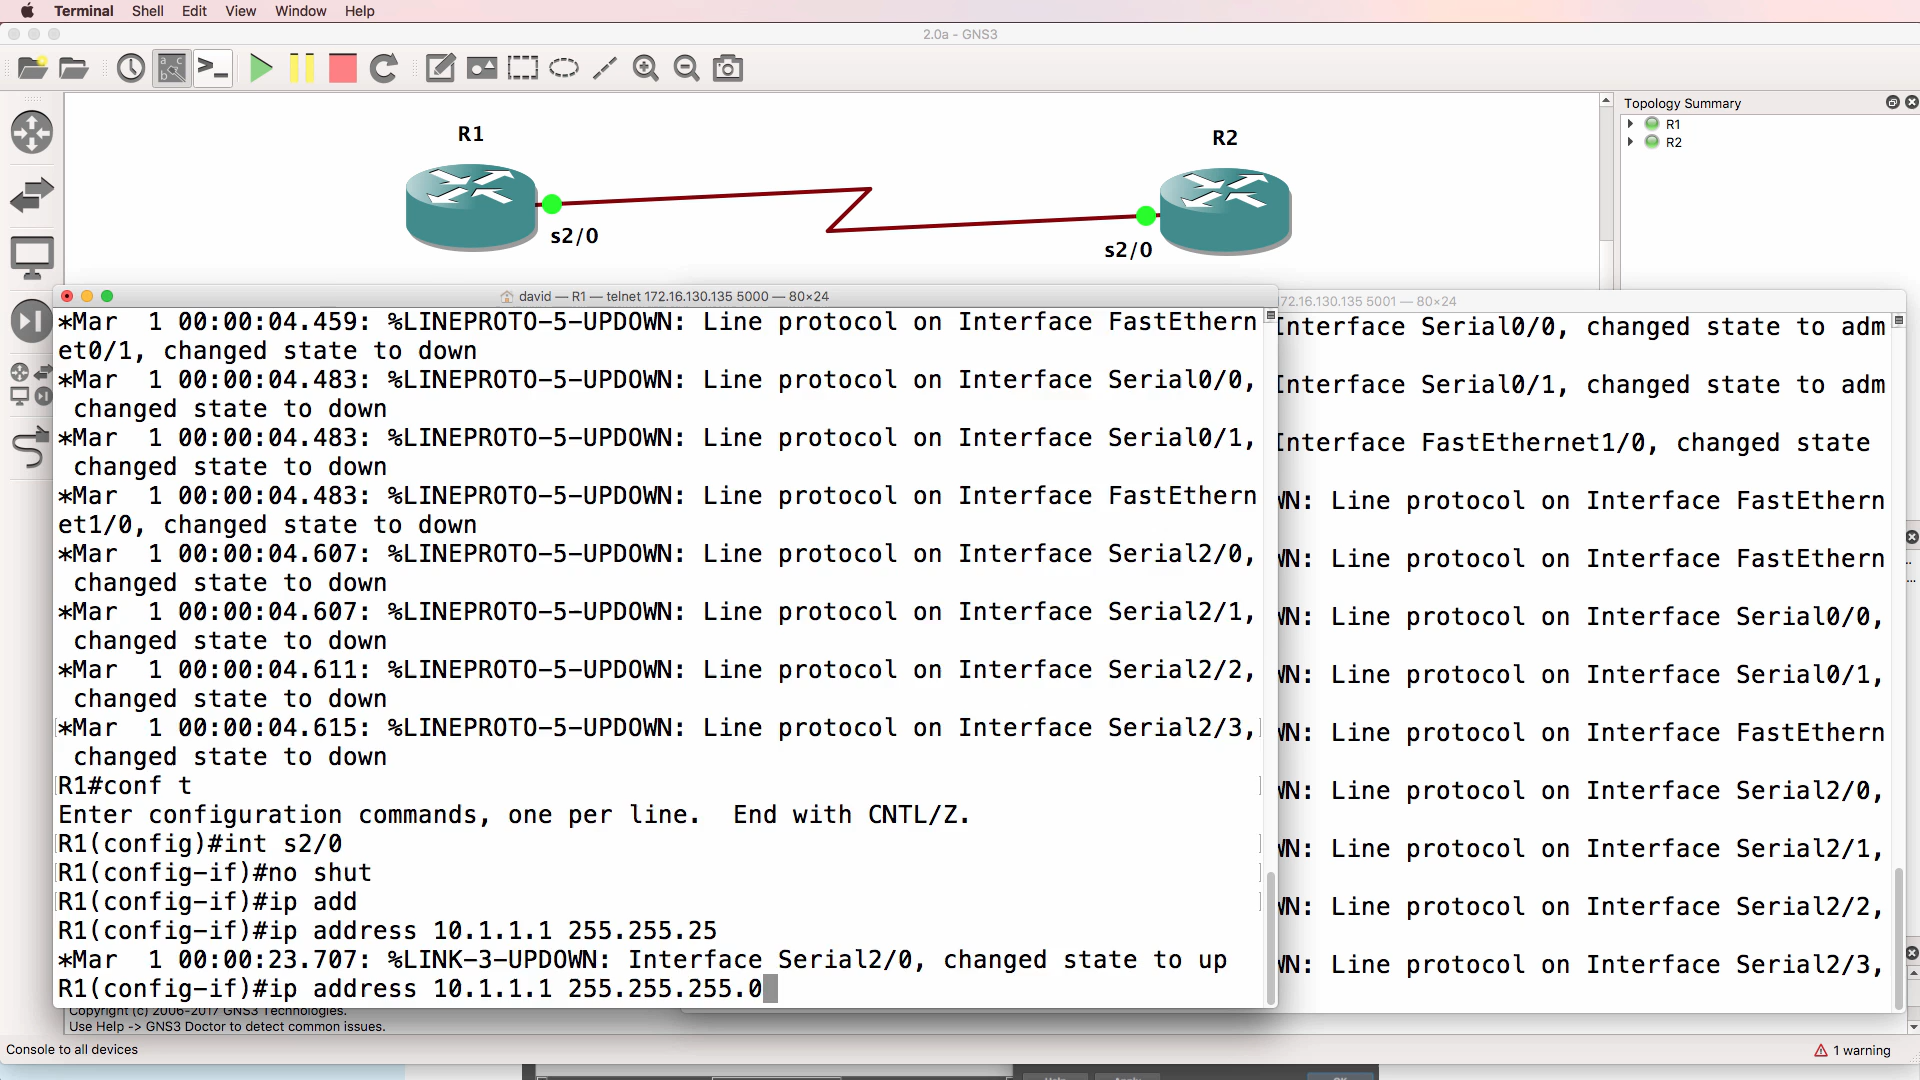 Terminal Shell Edit View Window Help
2.0a - GNS3
Topology Summary
R1
R2
R1
R2
s2/0
s2/0
david — R1 — telnet 172.16.130.135 5000 — 80×24
*Mar  1 00:00:04.459: %LINEPROTO-5-UPDOWN: Line protocol on Interface FastEthern
et0/1, changed state to down
*Mar  1 00:00:04.483: %LINEPROTO-5-UPDOWN: Line protocol on Interface Serial0/0,
 changed state to down
*Mar  1 00:00:04.483: %LINEPROTO-5-UPDOWN: Line protocol on Interface Serial0/1,
 changed state to down
*Mar  1 00:00:04.483: %LINEPROTO-5-UPDOWN: Line protocol on Interface FastEthern
et1/0, changed state to down
*Mar  1 00:00:04.607: %LINEPROTO-5-UPDOWN: Line protocol on Interface Serial2/0,
 changed state to down
*Mar  1 00:00:04.607: %LINEPROTO-5-UPDOWN: Line protocol on Interface Serial2/1,
 changed state to down
*Mar  1 00:00:04.611: %LINEPROTO-5-UPDOWN: Line protocol on Interface Serial2/2,
 changed state to down
*Mar  1 00:00:04.615: %LINEPROTO-5-UPDOWN: Line protocol on Interface Serial2/3,
 changed state to down
R1#conf t
Enter configuration commands, one per line.  End with CNTL/Z.
R1(config)#int s2/0
R1(config-if)#no shut
R1(config-if)#ip add
R1(config-if)#ip address 10.1.1.1 255.255.25
*Mar  1 00:00:23.707: %LINK-3-UPDOWN: Interface Serial2/0, changed state to up
R1(config-if)#ip address 10.1.1.1 255.255.255.0
172.16.130.135 5001 — 80×24
Interface Serial0/0, changed state to adm
Interface Serial0/1, changed state to adm
Interface FastEthernet1/0, changed state
WN: Line protocol on Interface FastEthern
WN: Line protocol on Interface FastEthern
WN: Line protocol on Interface Serial0/0,
WN: Line protocol on Interface Serial0/1,
WN: Line protocol on Interface FastEthern
WN: Line protocol on Interface Serial2/0,
WN: Line protocol on Interface Serial2/1,
WN: Line protocol on Interface Serial2/2,
WN: Line protocol on Interface Serial2/3,
Copyright (c) 2006-2017 GNS3 Technologies.
Use Help -> GNS3 Doctor to detect common issues.
Console to all devices
1 warning